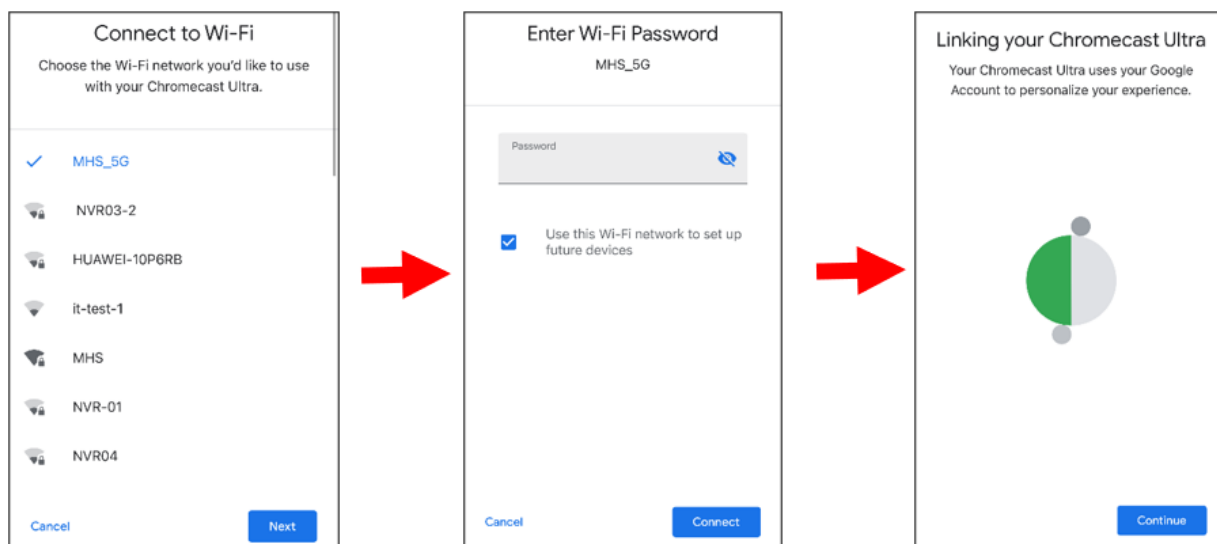 Connect to Wi-Fi
Choose the Wi-Fi network you'd like to use
with your Chromecast Ultra.
MHS_5G
NVR03-2
HUAWEI-10P6RB
it-test-1
MHS
NVR-01
NVR04
Cancel
Next
Enter Wi-Fi Password
MHS_5G
Password
Use this Wi-Fi network to set up
future devices
Cancel
Connect
Linking your Chromecast Ultra
Your Chromecast Ultra uses your Google
Account to personalize your experience.
Continue